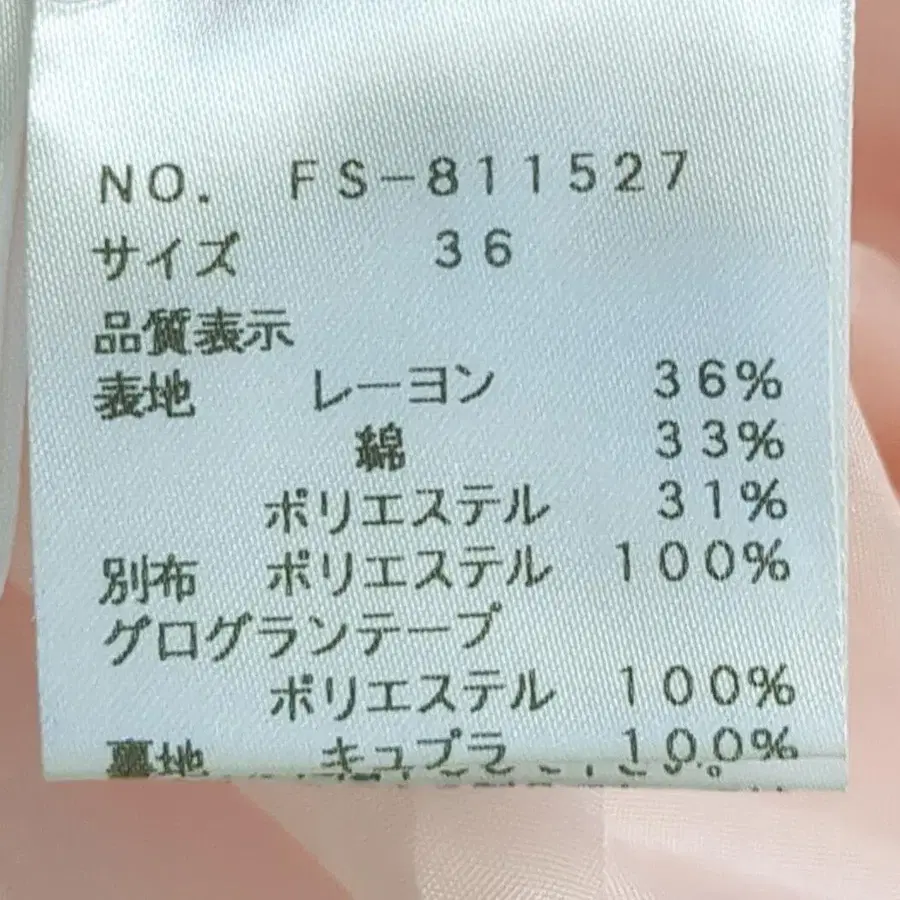 NO. FS-811527
サイズ 36
品質表示
表地 レーヨン 36%
綿 33%
ポリエステル 31%
別布 ポリエステル 100%
グログランテープ
ポリエステル 100%
裏地 キュプラ 100%